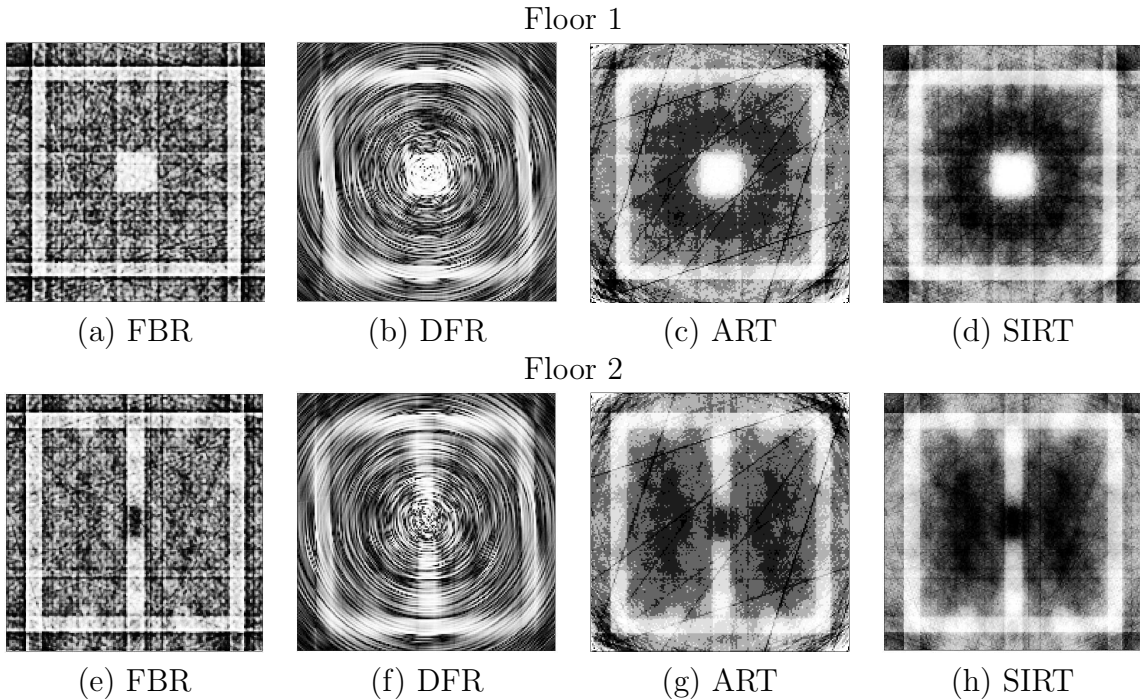 Floor 1
(a) FBR (b) DFR (c) ART (d) SIRT
Floor 2
(e) FBR (f) DFR (g) ART (h) SIRT